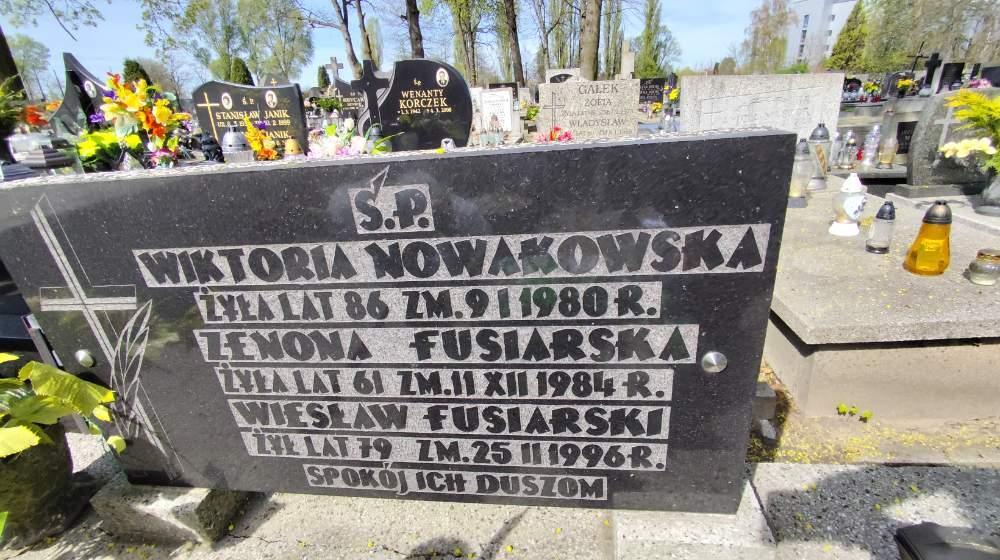 Ś.P.
WIKTORIA NOWAKOWSKA
ŻYŁA LAT 86 ZM. 9 I 1980 R.
ZENONA FUSIARSKA
ŻYŁA LAT 61 ZM. 11 XII 1984 R.
WIESŁAW FUSIARSKI
ŻYŁ LAT 79 ZM. 25 II 1996 R.
SPOKÓJ ICH DUSZOM
STANISŁAW JANIK
JANIK
WENANTY
KORCZEK
GAŁEK
ZOFIA
WŁADYSŁAW